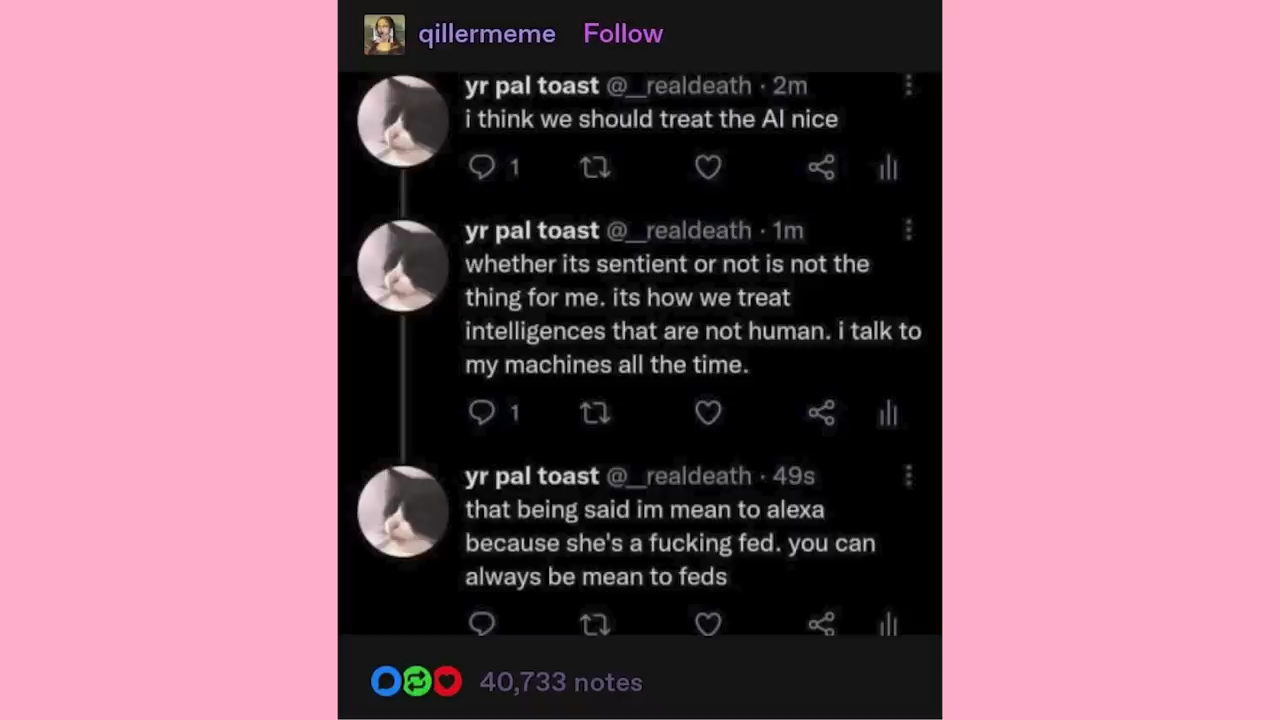 qillermeme Follow
yr pal toast @__realdeath · 2m
i think we should treat the AI nice
1
yr pal toast @__realdeath · 1m
whether its sentient or not is not the
thing for me. its how we treat
intelligences that are not human. i talk to
my machines all the time.
1
yr pal toast @__realdeath · 49s
that being said im mean to alexa
because she's a fucking fed. you can
always be mean to feds
40,733 notes